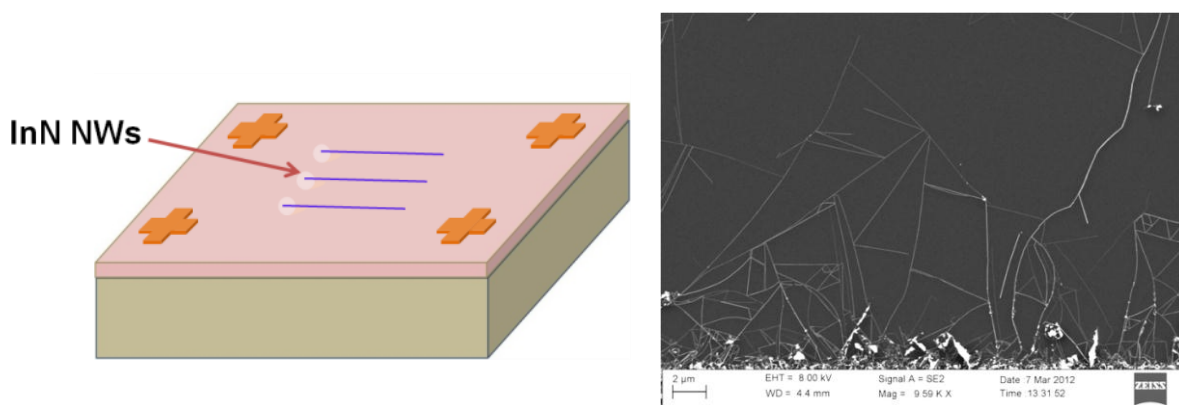 InN NWs
2 µm
EHT = 8.00 kV
WD = 4.4 mm
Signal A = SE2
Mag = 9.59 K X
Date :7 Mar 2012
Time :13:31:52
ZEISS